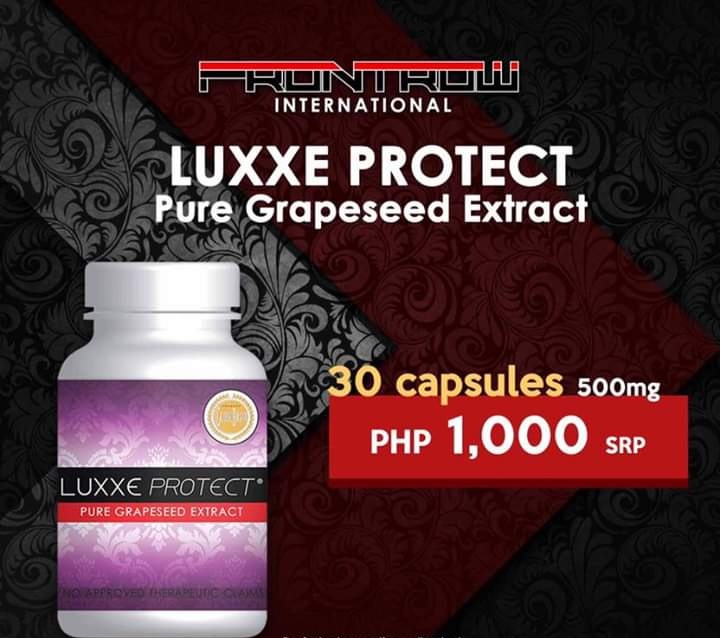 FRONTROW
INTERNATIONAL
LUXXE PROTECT
Pure Grapeseed Extract
30 capsules 500mg
PHP 1,000 SRP
LUXXE PROTECT®
PURE GRAPESEED EXTRACT
NO APPROVED THERAPEUTIC CLAIMS